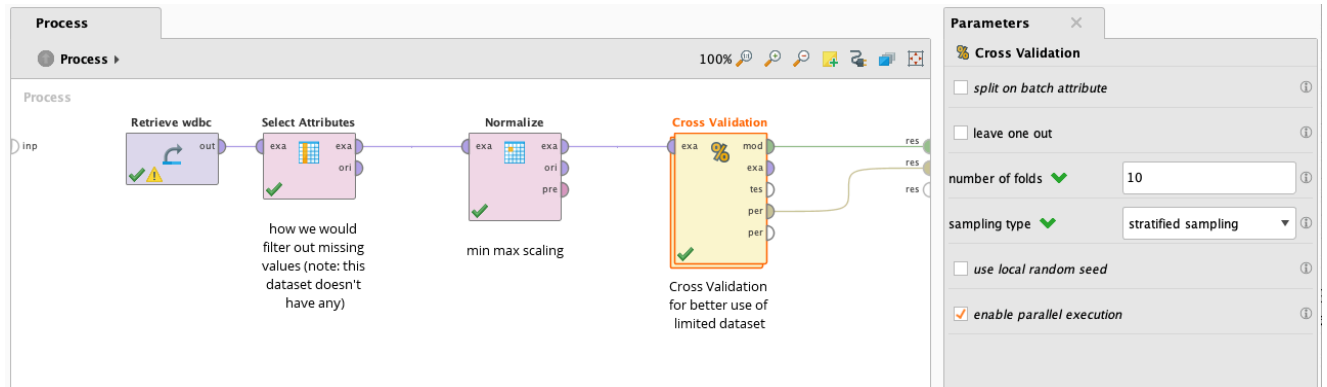 Process
Process
100%
Process
inp
Retrieve wdbc
out
Select Attributes
exa
exa
ori
how we would
filter out missing
values (note: this
dataset doesn't
have any)
Normalize
exa
exa
ori
pre
min max scaling
Cross Validation
exa
%
mod
exa
tes
per
per
Cross Validation
for better use of
limited dataset
res
res
res
Parameters
% Cross Validation
split on batch attribute
leave one out
number of folds
10
sampling type
stratified sampling
use local random seed
enable parallel execution